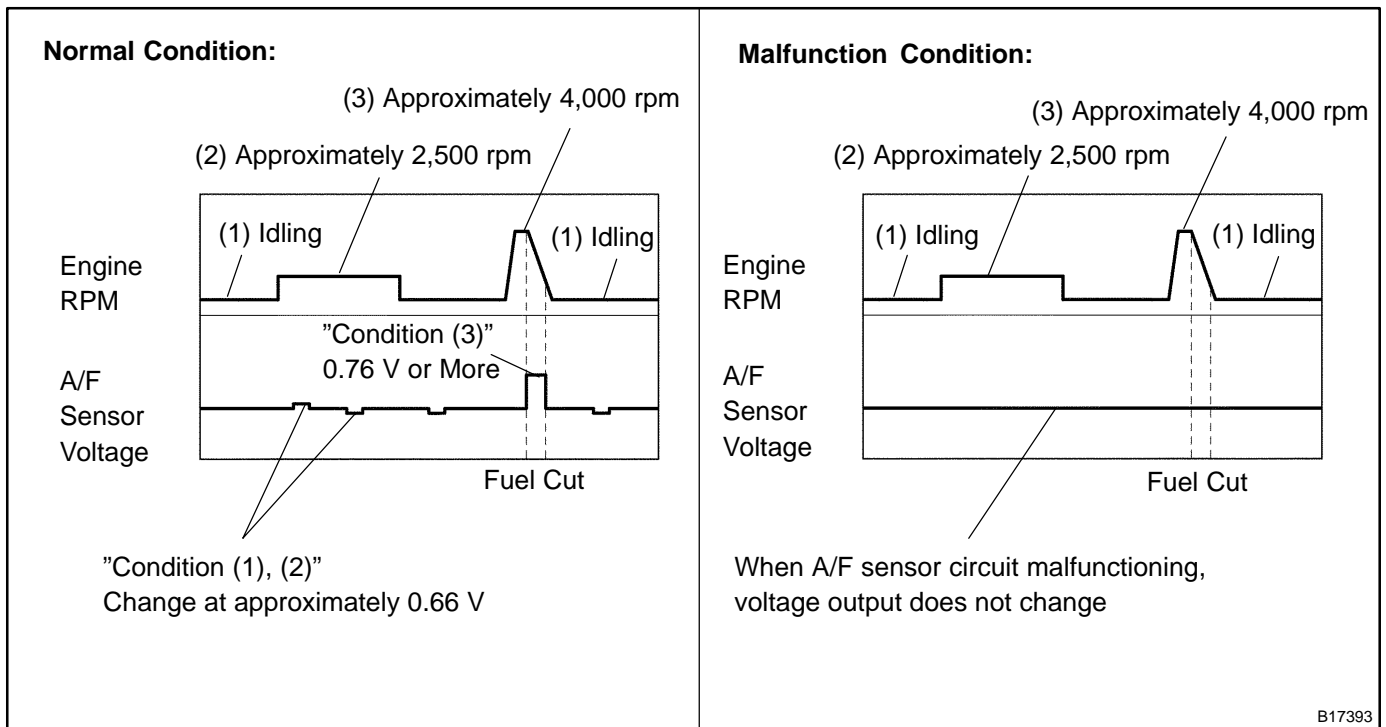 Normal Condition:
(3) Approximately 4,000 rpm
(2) Approximately 2,500 rpm
(1) Idling
(1) Idling
Engine
RPM
”Condition (3)”
0.76 V or More
A/F
Sensor
Voltage
Fuel Cut
”Condition (1), (2)”
Change at approximately 0.66 V
Malfunction Condition:
(3) Approximately 4,000 rpm
(2) Approximately 2,500 rpm
(1) Idling
(1) Idling
Engine
RPM
A/F
Sensor
Voltage
Fuel Cut
When A/F sensor circuit malfunctioning,
voltage output does not change
B17393